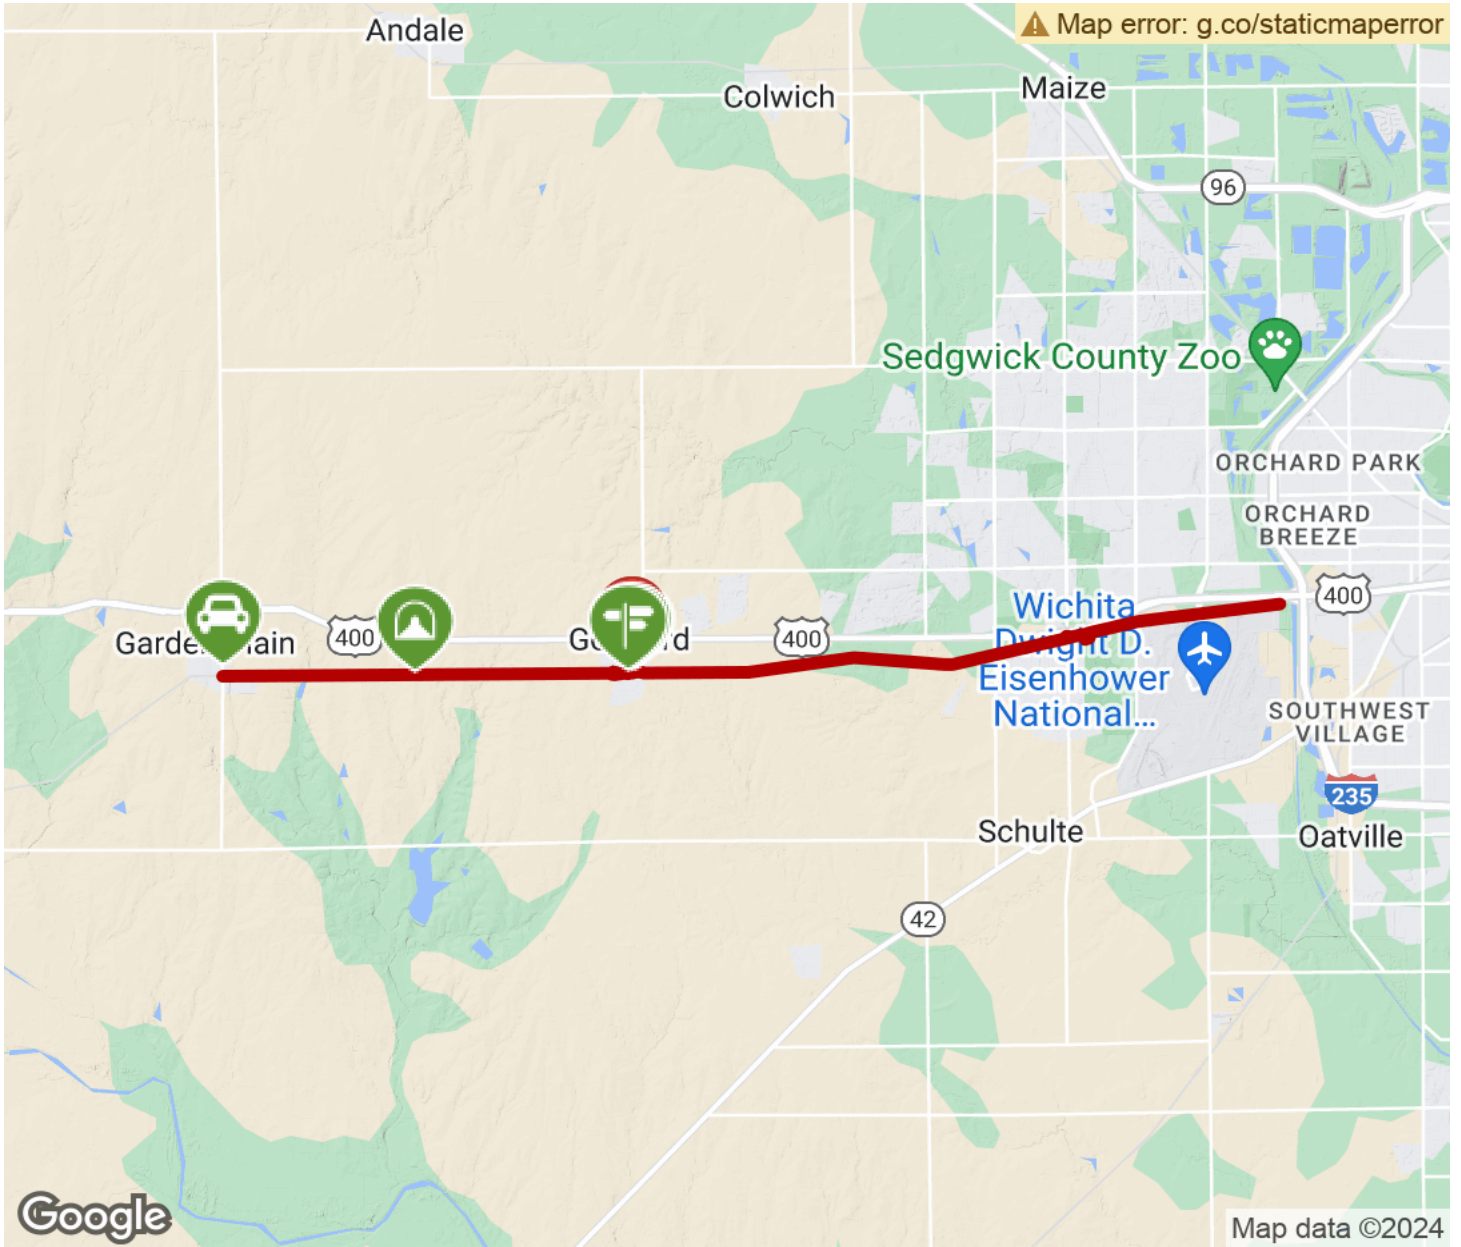 Andale
Map error: g.co/staticmaperror
Colwich
Maize
96
Sedgwick County Zoo
ORCHARD PARK
ORCHARD
BREEZE
400
Wichita
Dwight D.
Eisenhower
National...
400
400
SOUTHWEST
VILLAGE
235
Schulte
Oatville
42
Google
Map data ©2024